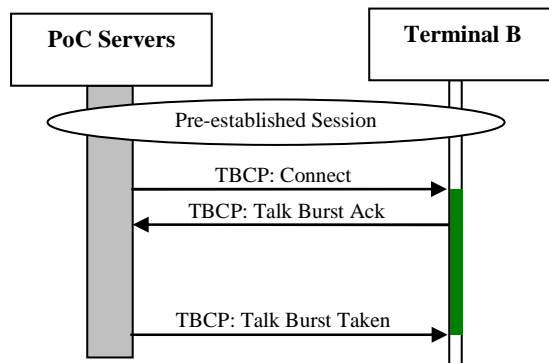 PoC Servers
Terminal B
Pre-established Session
TBCP: Connect
TBCP: Talk Burst Ack
TBCP: Talk Burst Taken